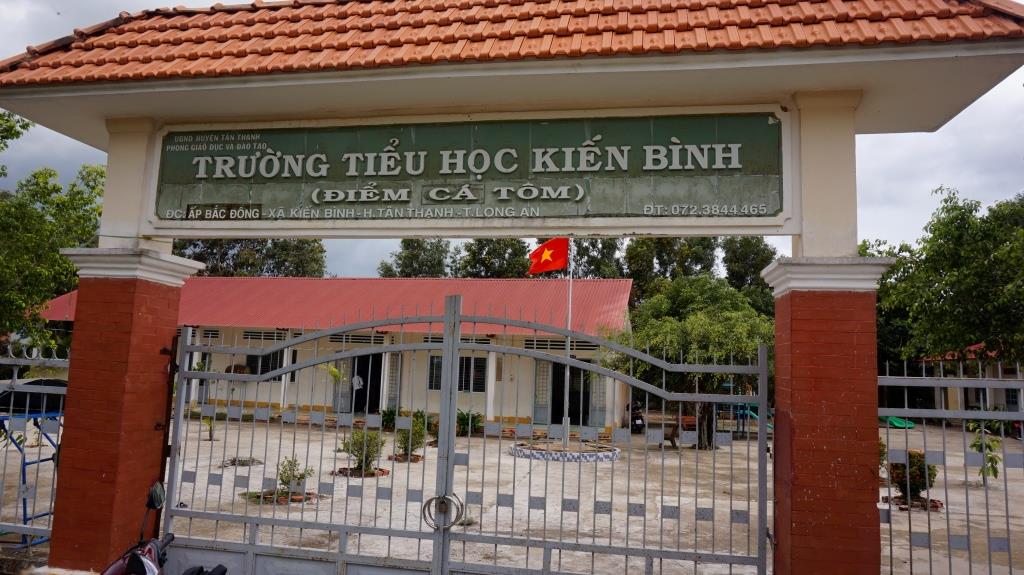 UBND HUYỆN TÂN THẠNH
PHÒNG GIÁO DỤC VÀ ĐÀO TẠO
TRƯỜNG TIỂU HỌC KIẾN BÌNH
(ĐIỂM CÁ TÔM)
ĐC: ẤP BẮC ĐÔNG - XÃ KIẾN BÌNH - H.TÂN THẠNH - T.LONG AN ĐT: 072.3844 465